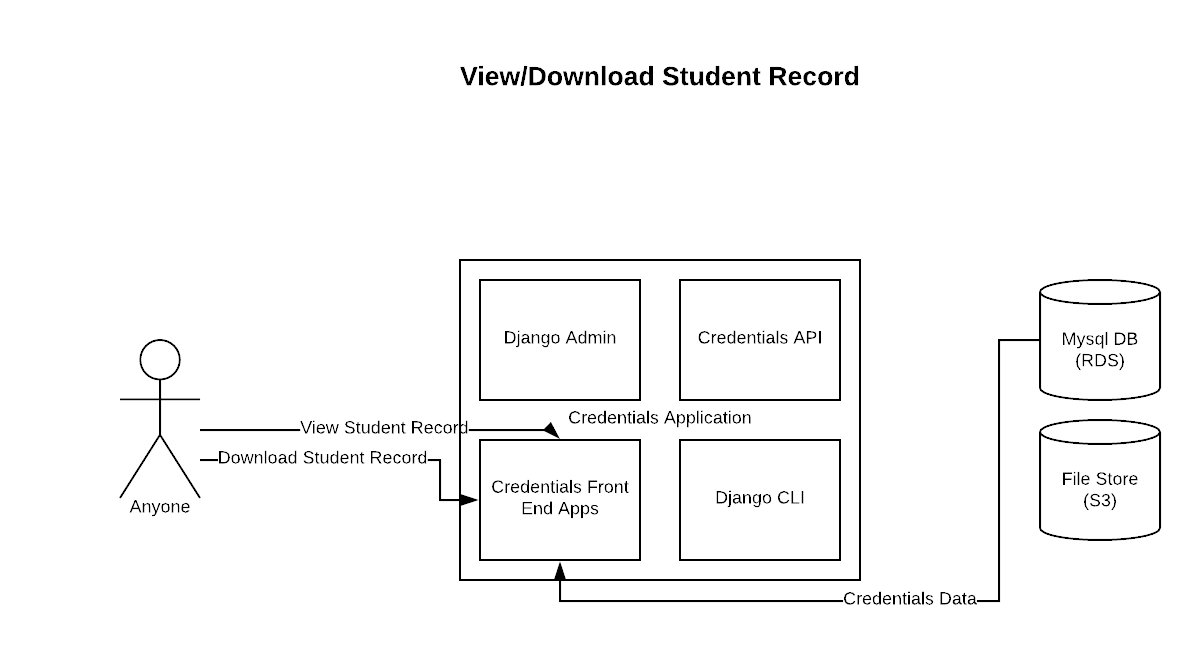 View/Download Student Record
Django Admin
Credentials API
Mysql DB
(RDS)
Credentials Application
View Student Record
Download Student Record
Anyone
Credentials Front
End Apps
Django CLI
File Store
(S3)
Credentials Data